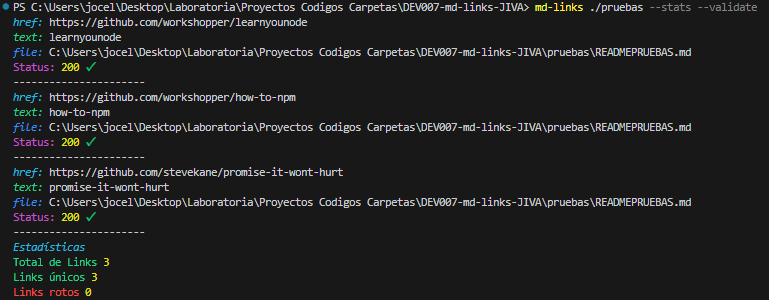 PS C:\Users\jocel\Desktop\Laboratoria\Proyectos Codigos Carpetas\DEV007-md-links-JIVA> md-links ./pruebas --stats --validate
href: https://github.com/workshopper/learnyounode
text: learnyounode
file: C:\Users\jocel\Desktop\Laboratoria\Proyectos Codigos Carpetas\DEV007-md-links-JIVA\pruebas\READMEPRUEBAS.md
Status: 200 ✓
----------------------
href: https://github.com/workshopper/how-to-npm
text: how-to-npm
file: C:\Users\jocel\Desktop\Laboratoria\Proyectos Codigos Carpetas\DEV007-md-links-JIVA\pruebas\READMEPRUEBAS.md
Status: 200 ✓
----------------------
href: https://github.com/stevekane/promise-it-wont-hurt
text: promise-it-wont-hurt
file: C:\Users\jocel\Desktop\Laboratoria\Proyectos Codigos Carpetas\DEV007-md-links-JIVA\pruebas\READMEPRUEBAS.md
Status: 200 ✓
----------------------
Estadísticas
Total de Links 3
Links únicos 3
Links rotos 0